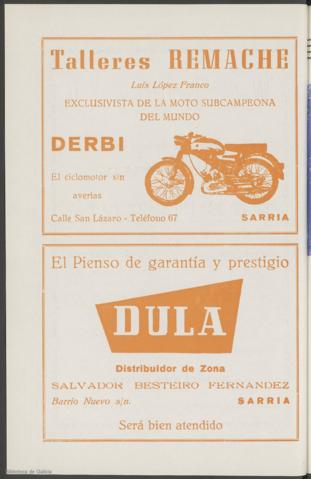 Talleres REMACHE
Luis López Franco
EXCLUSIVISTA DE LA MOTO SUBCAMPEONA
DEL MUNDO
DERBI
El ciclomotor sin
averias
Calle San Lázaro - Teléfono 67 SARRIA
El Pienso de garantía y prestigio
DULA
Distribuidor de Zona
SALVADOR BESTEIRO FERNANDEZ
Barrio Nuevo s/n. SARRIA
Será bien atendido
Biblioteca de Galicia